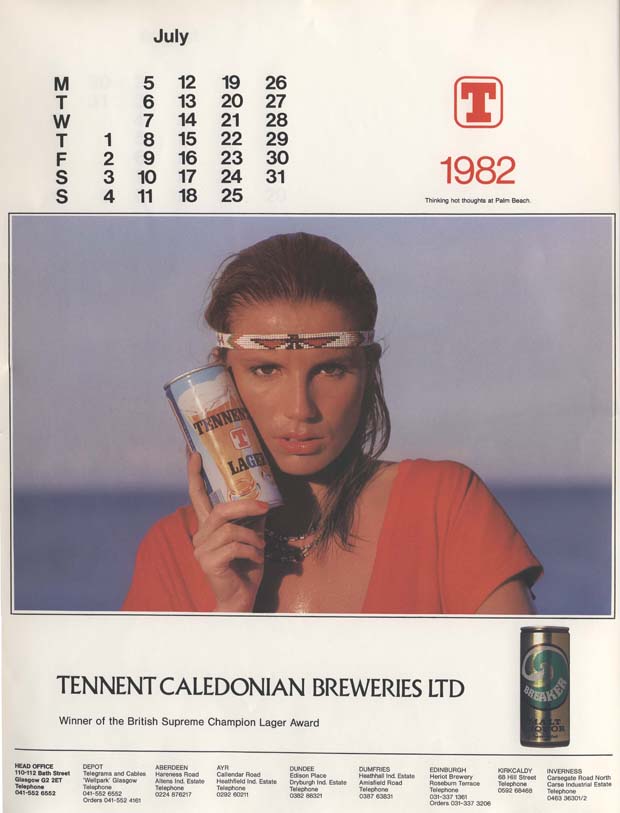 July
M 5 12 19 26
T 6 13 20 27
W 7 14 21 28
T 1 8 15 22 29
F 2 9 16 23 30
S 3 10 17 24 31
S 4 11 18 25
T
1982
Thinking hot thoughts at Palm Beach.
TENNENT
T
LAGER
TENNENT CALEDONIAN BREWERIES LTD
Winner of the British Supreme Champion Lager Award
BREAKER
MALT
LIQUOR
HEAD OFFICE
110-112 Bath Street
Glasgow G2 2ET
Telephone
041-552 6552
DEPOT
Telegrams and Cables
'Wellpark' Glasgow
Telephone
041-552 6552
Orders 041-552 4161
ABERDEEN
Hareness Road
Altens Ind. Estate
Telephone
0224 876217
AYR
Callendar Road
Heathfield Ind. Estate
Telephone
0292 60211
DUNDEE
Edison Place
Dryburgh Ind. Estate
Telephone
0382 86321
DUMFRIES
Heathhall Ind. Estate
Amisfield Road
Telephone
0387 63831
EDINBURGH
Heriot Brewery
Roseburn Terrace
Telephone
031-337 1361
Orders 031-337 3206
KIRKCALDY
68 Hill Street
Telephone
0592 68468
INVERNESS
Carsegate Road North
Carse Industrial Estate
Telephone
0463 36301/2